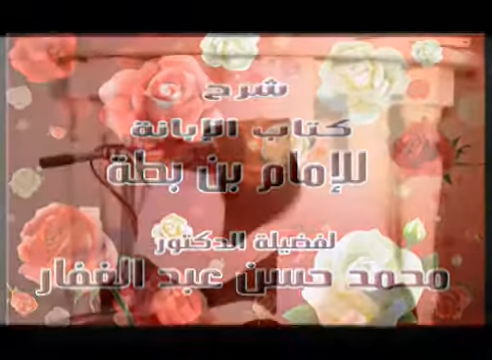 شرح
كتاب الإبانة
للإمام بن بطة
لفضيلة الدكتور
محمد حسن عبد الغفار